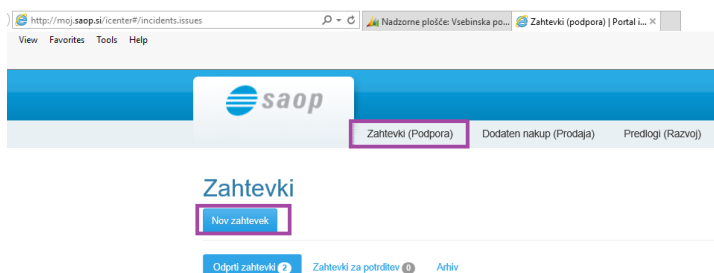 http://moj.saop.si/icenter#/incidents.issues
Nadzorne plošče: Vsebinska po...
Zahtevki (podpora) | Portal i...
View Favorites Tools Help
saop
Zahtevki (Podpora) Dodaten nakup (Prodaja) Predlogi (Razvoj)
Zahtevki
Nov zahtevek
Odprti zahtevki 2 Zahtevki za potrditev 0 Arhiv